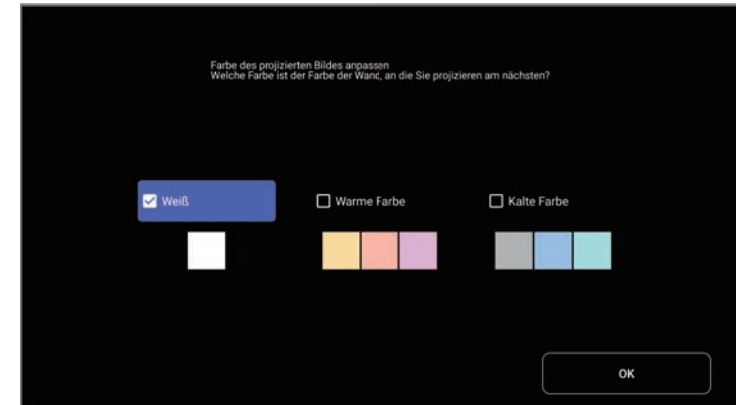 Farbe des projizierten Bildes anpassen
Welche Farbe ist der Farbe der Wand, an die Sie projizieren am nächsten?
Weiß
Warme Farbe
Kalte Farbe
OK